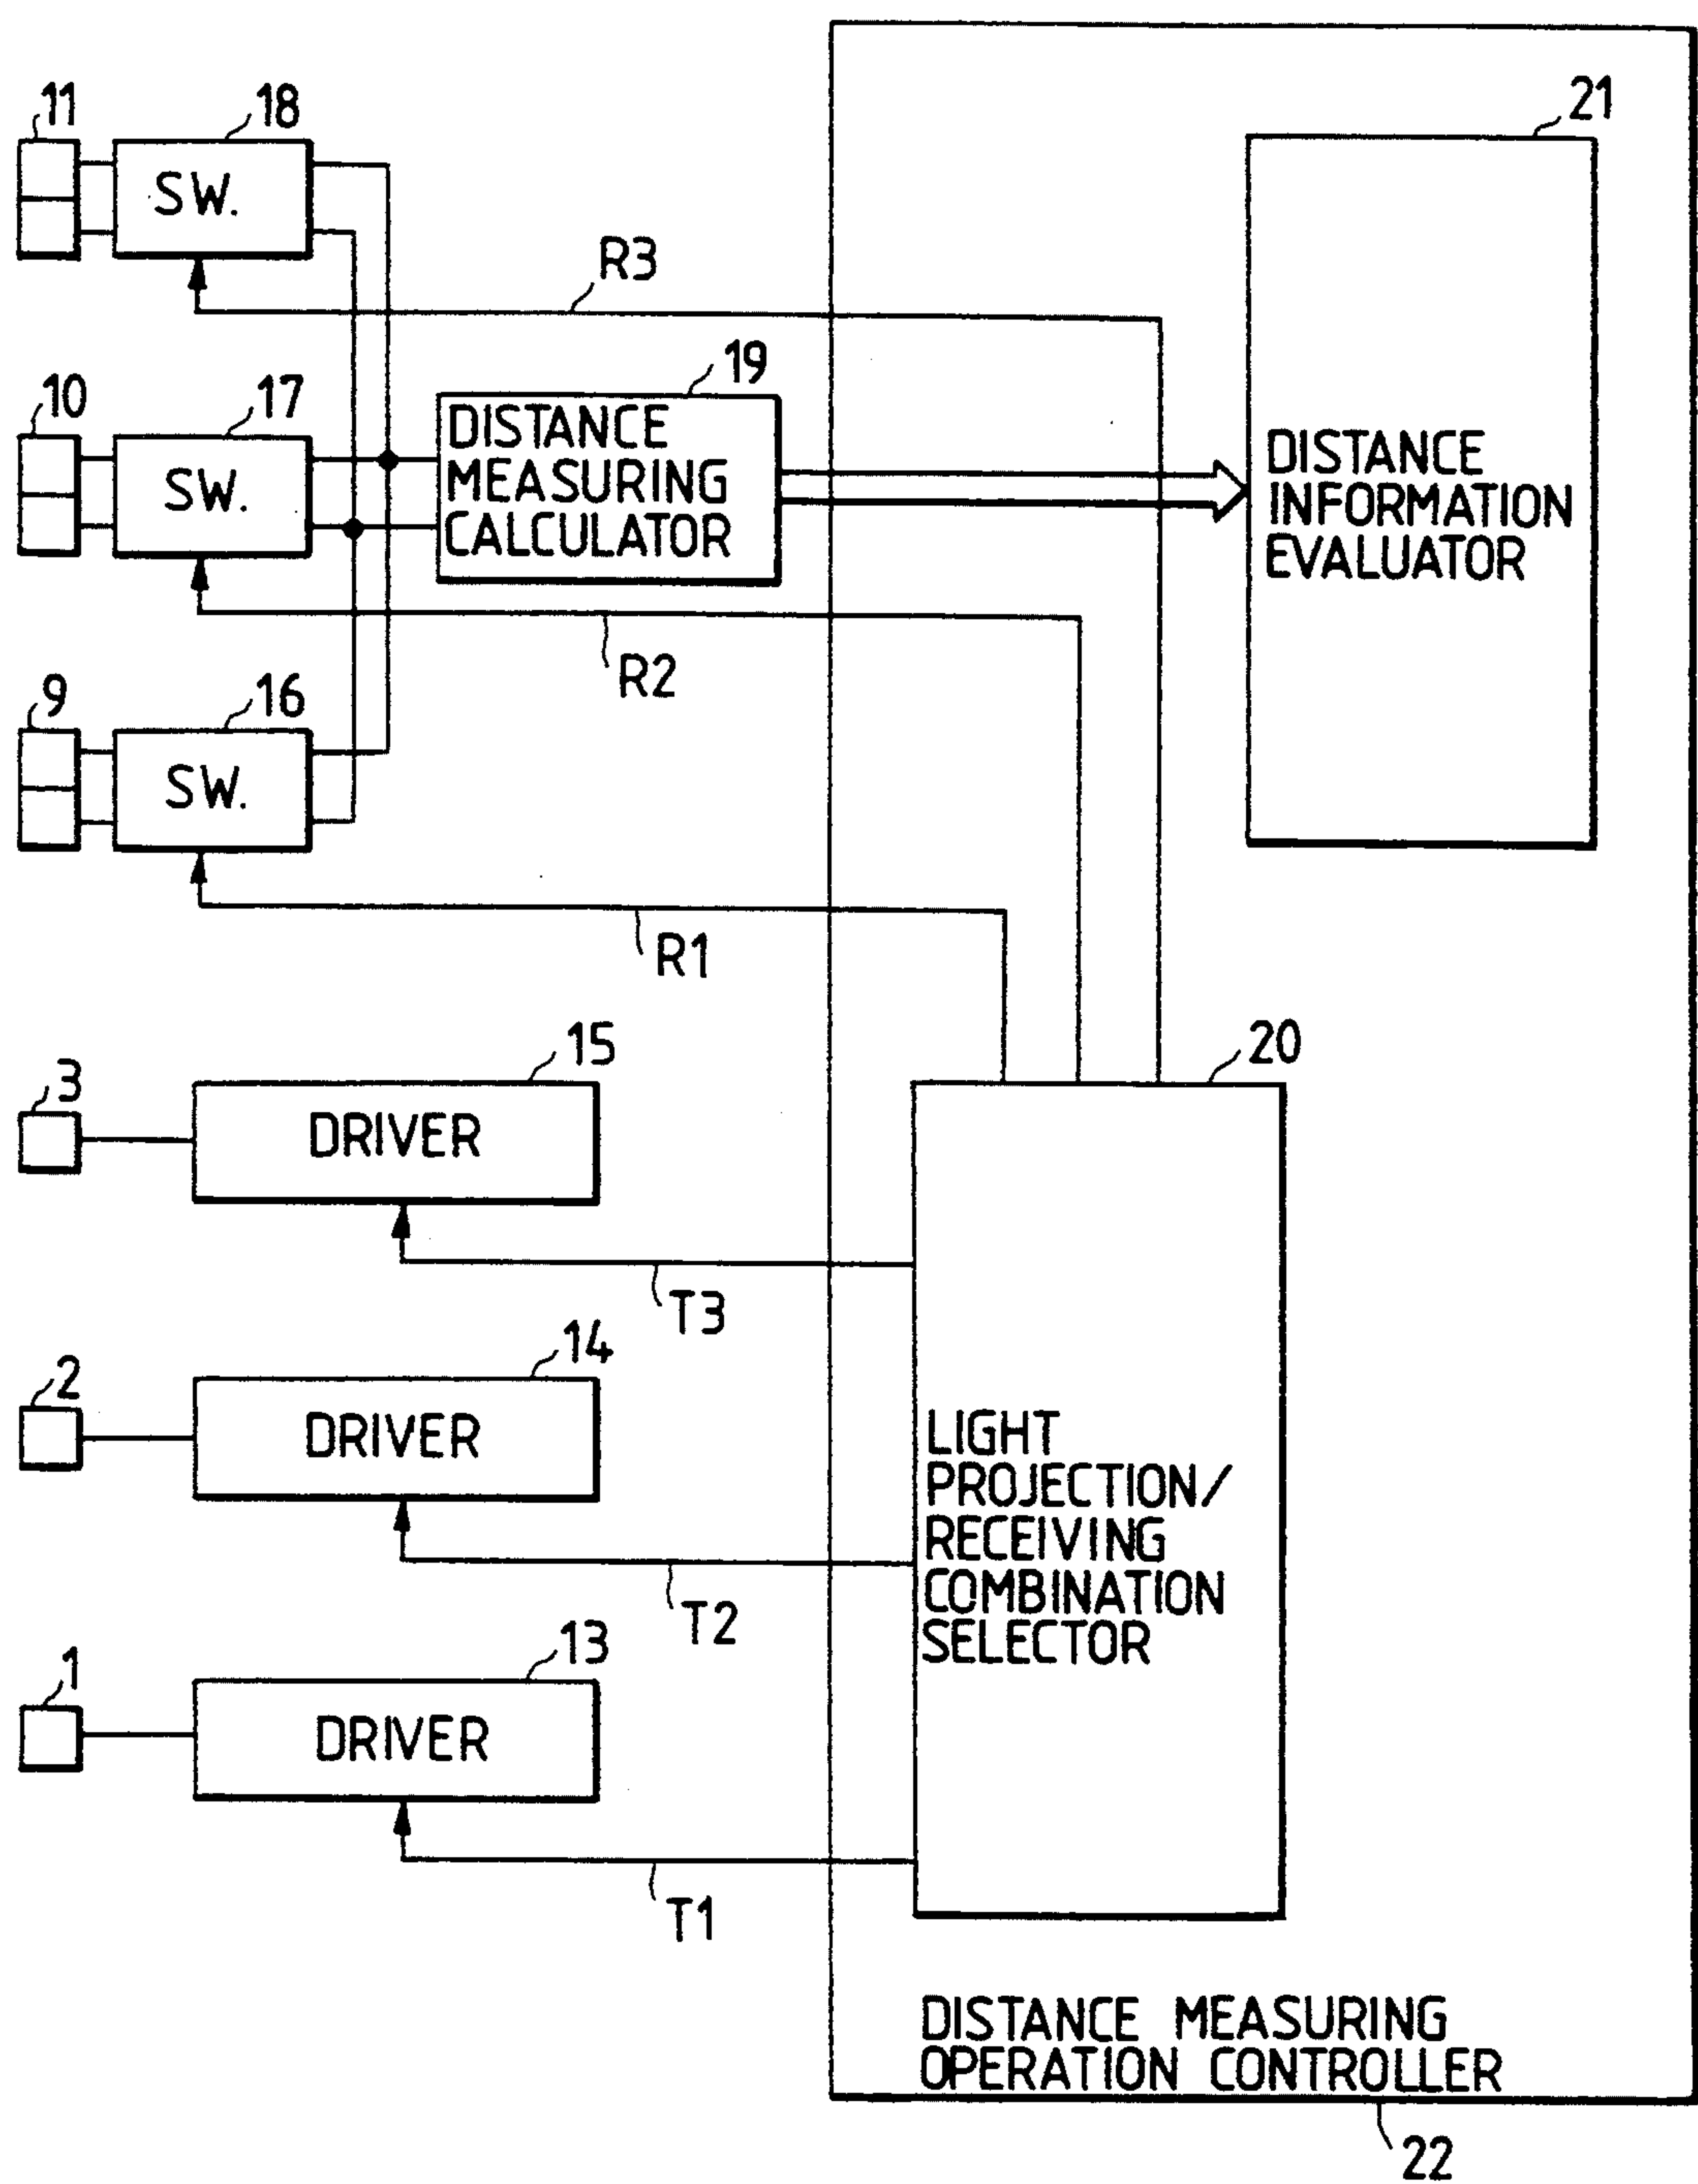 11
18
21
SW.
R3
10
17
19
SW.
DISTANCE
MEASURING
CALCULATOR
DISTANCE
INFORMATION
EVALUATOR
R2
9
16
SW.
R1
3
15
20
DRIVER
T3
2
14
DRIVER
LIGHT
PROJECTION/
RECEIVING
COMBINATION
SELECTOR
T2
1
13
DRIVER
T1
DISTANCE MEASURING
OPERATION CONTROLLER
22